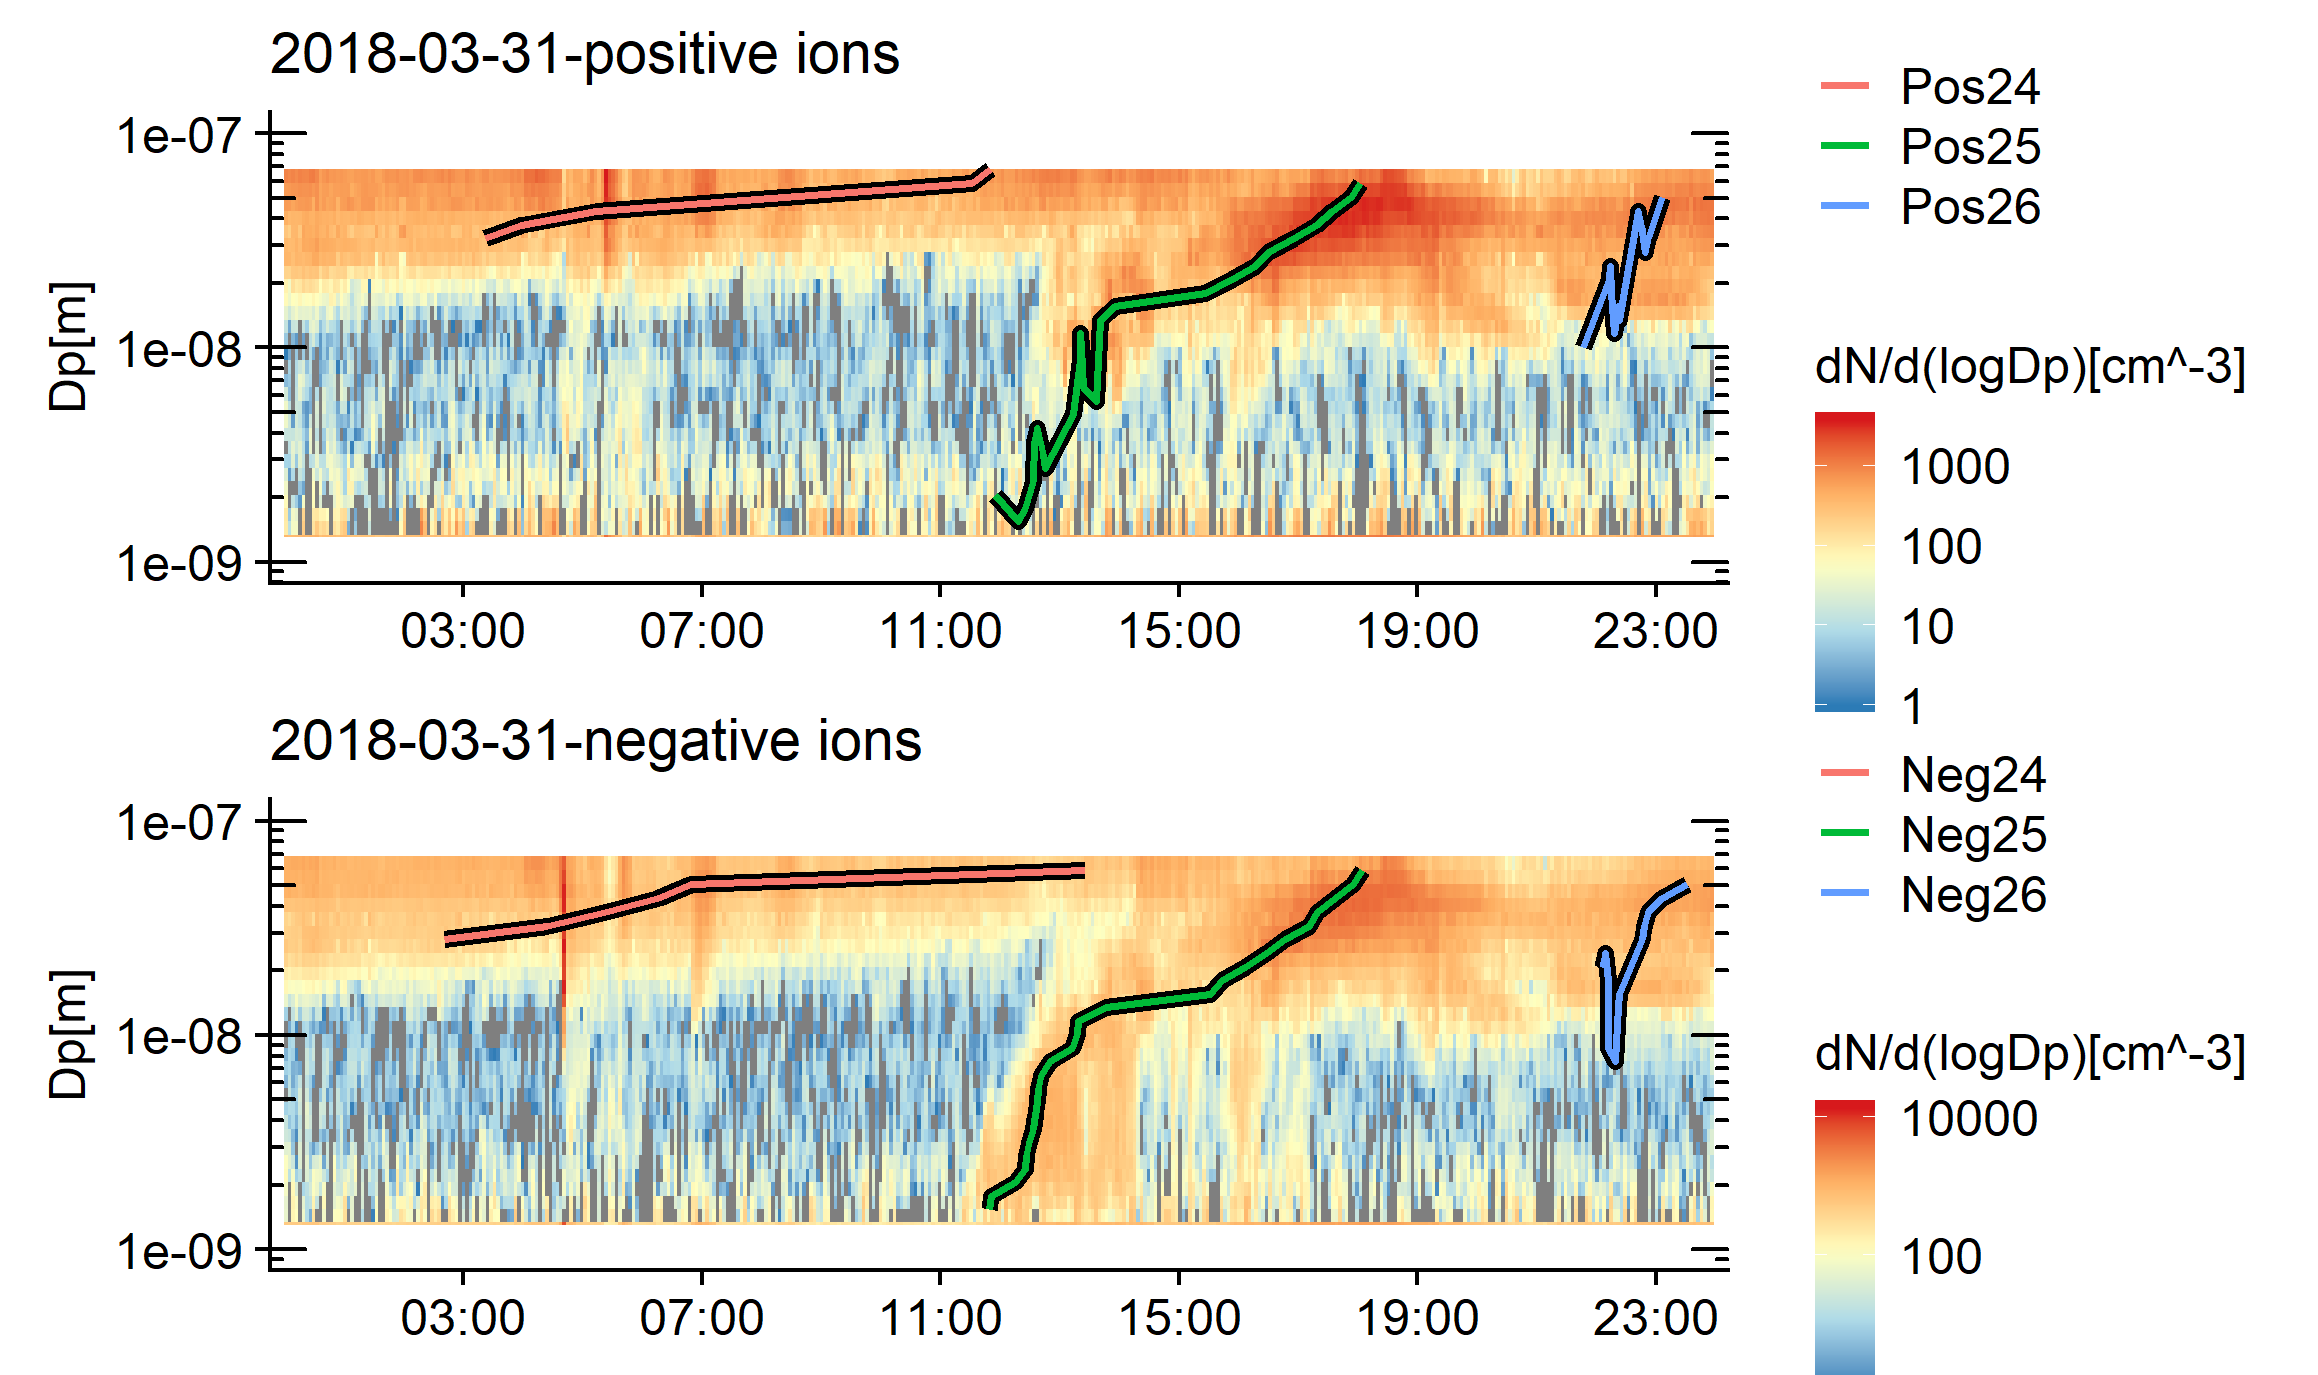 2018-03-31-positive ions
1e-07
1e-08
1e-09
Dp[m]
03:00
07:00
11:00
15:00
19:00
23:00
Pos24
Pos25
Pos26
dN/d(logDp)[cm^-3]
1000
100
10
1
2018-03-31-negative ions
1e-07
1e-08
1e-09
Dp[m]
03:00
07:00
11:00
15:00
19:00
23:00
Neg24
Neg25
Neg26
dN/d(logDp)[cm^-3]
10000
100